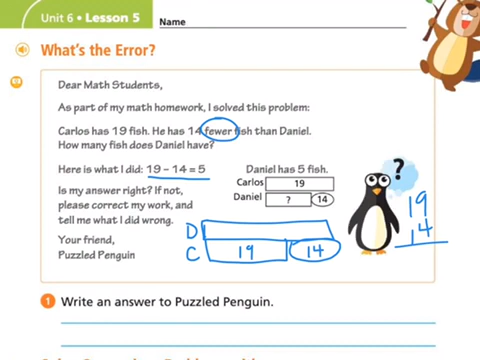 Unit 6 • Lesson 5
Name
What's the Error?
Dear Math Students,
As part of my math homework, I solved this problem:
Carlos has 19 fish. He has 14 fewer fish than Daniel.
How many fish does Daniel have?
Here is what I did: 19 – 14 = 5
Is my answer right? If not,
please correct my work, and
tell me what I did wrong.
Your friend,
Puzzled Penguin
Daniel has 5 fish.
Carlos 19
Daniel ? 14
?
19
14
D
C 19 14
1 Write an answer to Puzzled Penguin.